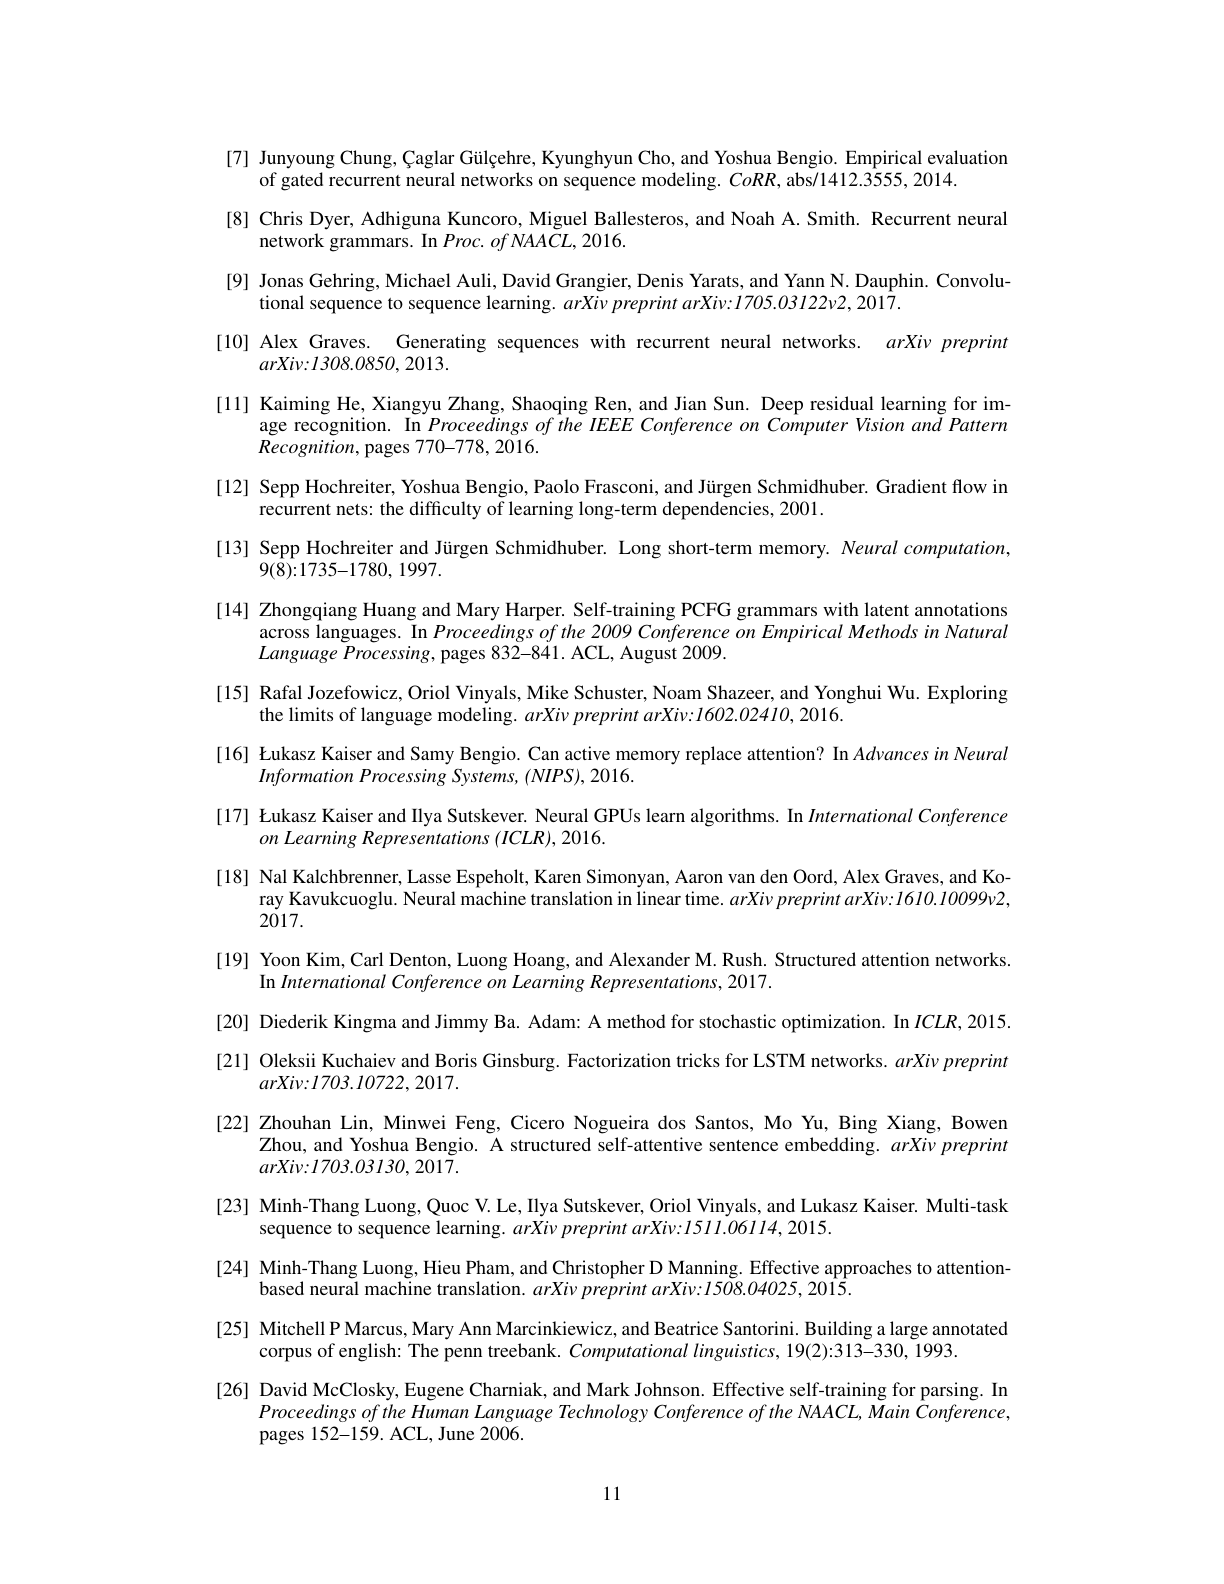 [7] Junyoung Chung, Çaglar Gülçehre, Kyunghyun Cho, and Yoshua Bengio. Empirical evaluation
of gated recurrent neural networks on sequence modeling. CoRR, abs/1412.3555, 2014.
[8] Chris Dyer, Adhiguna Kuncoro, Miguel Ballesteros, and Noah A. Smith. Recurrent neural
network grammars. In Proc. of NAACL, 2016.
[9] Jonas Gehring, Michael Auli, David Grangier, Denis Yarats, and Yann N. Dauphin. Convolu-
tional sequence to sequence learning. arXiv preprint arXiv:1705.03122v2, 2017.
[10] Alex Graves. Generating sequences with recurrent neural networks. arXiv preprint
arXiv:1308.0850, 2013.
[11] Kaiming He, Xiangyu Zhang, Shaoqing Ren, and Jian Sun. Deep residual learning for im-
age recognition. In Proceedings of the IEEE Conference on Computer Vision and Pattern
Recognition, pages 770–778, 2016.
[12] Sepp Hochreiter, Yoshua Bengio, Paolo Frasconi, and Jürgen Schmidhuber. Gradient flow in
recurrent nets: the difficulty of learning long-term dependencies, 2001.
[13] Sepp Hochreiter and Jürgen Schmidhuber. Long short-term memory. Neural computation,
9(8):1735–1780, 1997.
[14] Zhongqiang Huang and Mary Harper. Self-training PCFG grammars with latent annotations
across languages. In Proceedings of the 2009 Conference on Empirical Methods in Natural
Language Processing, pages 832–841. ACL, August 2009.
[15] Rafal Jozefowicz, Oriol Vinyals, Mike Schuster, Noam Shazeer, and Yonghui Wu. Exploring
the limits of language modeling. arXiv preprint arXiv:1602.02410, 2016.
[16] Łukasz Kaiser and Samy Bengio. Can active memory replace attention? In Advances in Neural
Information Processing Systems, (NIPS), 2016.
[17] Łukasz Kaiser and Ilya Sutskever. Neural GPUs learn algorithms. In International Conference
on Learning Representations (ICLR), 2016.
[18] Nal Kalchbrenner, Lasse Espeholt, Karen Simonyan, Aaron van den Oord, Alex Graves, and Ko-
ray Kavukcuoglu. Neural machine translation in linear time. arXiv preprint arXiv:1610.10099v2,
2017.
[19] Yoon Kim, Carl Denton, Luong Hoang, and Alexander M. Rush. Structured attention networks.
In International Conference on Learning Representations, 2017.
[20] Diederik Kingma and Jimmy Ba. Adam: A method for stochastic optimization. In ICLR, 2015.
[21] Oleksii Kuchaiev and Boris Ginsburg. Factorization tricks for LSTM networks. arXiv preprint
arXiv:1703.10722, 2017.
[22] Zhouhan Lin, Minwei Feng, Cicero Nogueira dos Santos, Mo Yu, Bing Xiang, Bowen
Zhou, and Yoshua Bengio. A structured self-attentive sentence embedding. arXiv preprint
arXiv:1703.03130, 2017.
[23] Minh-Thang Luong, Quoc V. Le, Ilya Sutskever, Oriol Vinyals, and Lukasz Kaiser. Multi-task
sequence to sequence learning. arXiv preprint arXiv:1511.06114, 2015.
[24] Minh-Thang Luong, Hieu Pham, and Christopher D Manning. Effective approaches to attention-
based neural machine translation. arXiv preprint arXiv:1508.04025, 2015.
[25] Mitchell P Marcus, Mary Ann Marcinkiewicz, and Beatrice Santorini. Building a large annotated
corpus of english: The penn treebank. Computational linguistics, 19(2):313–330, 1993.
[26] David McClosky, Eugene Charniak, and Mark Johnson. Effective self-training for parsing. In
Proceedings of the Human Language Technology Conference of the NAACL, Main Conference,
pages 152–159. ACL, June 2006.
11